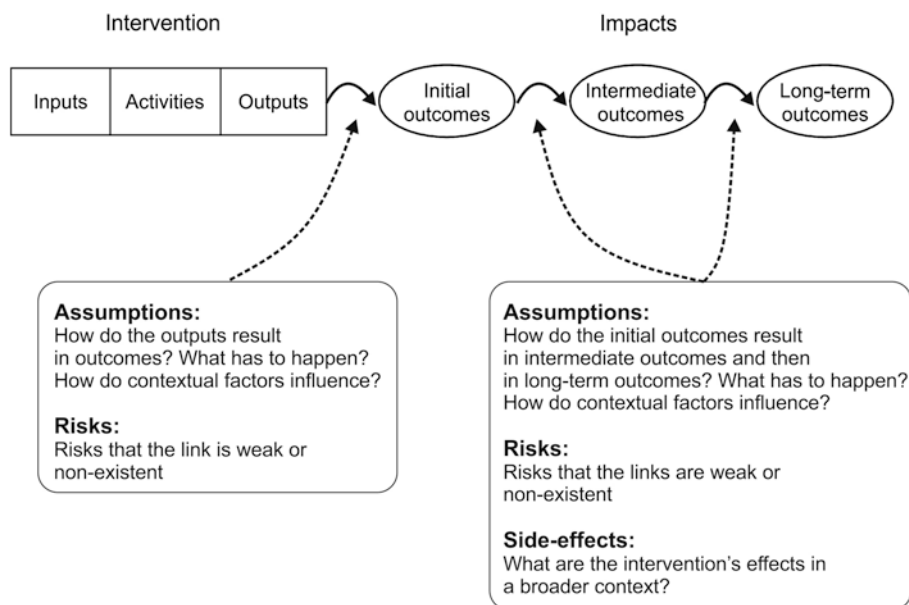 Intervention
Impacts
Inputs
Activities
Outputs
Initial
outcomes
Intermediate
outcomes
Long-term
outcomes
Assumptions:
How do the outputs result
in outcomes? What has to happen?
How do contextual factors influence?
Risks:
Risks that the link is weak or
non-existent
Assumptions:
How do the initial outcomes result
in intermediate outcomes and then
in long-term outcomes? What has to happen?
How do contextual factors influence?
Risks:
Risks that the links are weak or
non-existent
Side-effects:
What are the intervention’s effects in
a broader context?